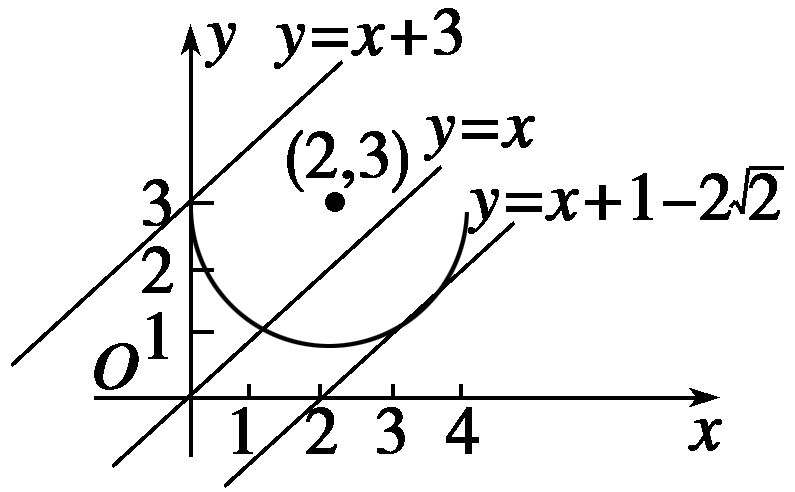 y y=x+3
y=x
(2,3)
y=x+1−2√2
3
2
1
O
1 2 3 4 x